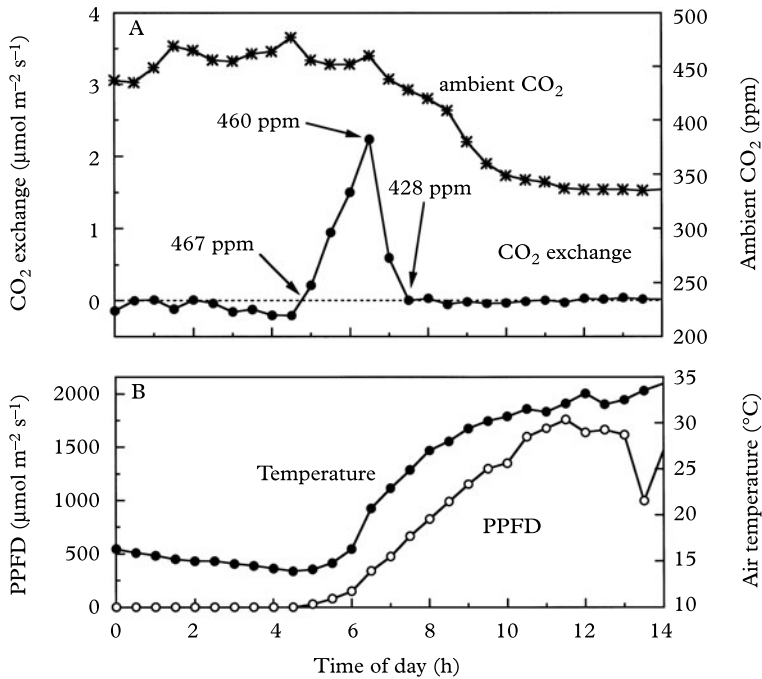 A
4
3
2
1
0
CO₂ exchange (μmol m⁻² s⁻¹)
500
450
400
350
300
250
200
Ambient CO₂ (ppm)
ambient CO₂
460 ppm
428 ppm
467 ppm
CO₂ exchange
B
2000
1500
1000
500
0
PPFD (μmol m⁻² s⁻¹)
35
30
25
20
15
10
Air temperature (°C)
Temperature
PPFD
0 2 4 6 8 10 12 14
Time of day (h)